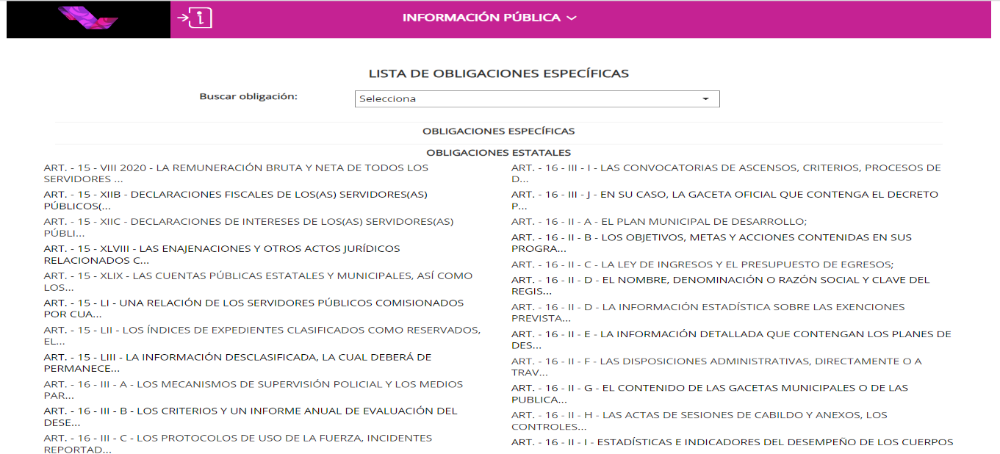 INFORMACIÓN PÚBLICA
LISTA DE OBLIGACIONES ESPECÍFICAS
Buscar obligación:
Selecciona
OBLIGACIONES ESPECÍFICAS
OBLIGACIONES ESTATALES
ART. - 15 - VIII 2020 - LA REMUNERACIÓN BRUTA Y NETA DE TODOS LOS
SERVIDORES ...
ART. - 15 - XIIB - DECLARACIONES FISCALES DE LOS(AS) SERVIDORES(AS)
PÚBLICOS(...
ART. - 15 - XIIC - DECLARACIONES DE INTERESES DE LOS(AS) SERVIDORES(AS)
PÚBLI...
ART. - 15 - XLVIII - LAS ENAJENACIONES Y OTROS ACTOS JURÍDICOS
RELACIONADOS C...
ART. - 15 - XLIX - LAS CUENTAS PÚBLICAS ESTATALES Y MUNICIPALES, ASÍ COMO
LOS...
ART. - 15 - LI - UNA RELACIÓN DE LOS SERVIDORES PÚBLICOS COMISIONADOS
POR CUA...
ART. - 15 - LII - LOS ÍNDICES DE EXPEDIENTES CLASIFICADOS COMO RESERVADOS,
EL...
ART. - 15 - LIII - LA INFORMACIÓN DESCLASIFICADA, LA CUAL DEBERÁ DE
PERMANECE...
ART. - 16 - III - A - LOS MECANISMOS DE SUPERVISIÓN POLICIAL Y LOS MEDIOS
PAR...
ART. - 16 - III - B - LOS CRITERIOS Y UN INFORME ANUAL DE EVALUACIÓN DEL
DESE...
ART. - 16 - III - C - LOS PROTOCOLOS DE USO DE LA FUERZA, INCIDENTES
REPORTAD...
ART. - 16 - III - I - LAS CONVOCATORIAS DE ASCENSOS, CRITERIOS, PROCESOS DE
D...
ART. - 16 - III - J - EN SU CASO, LA GACETA OFICIAL QUE CONTENGA EL DECRETO
P...
ART. - 16 - II - A - EL PLAN MUNICIPAL DE DESARROLLO;
ART. - 16 - II - B - LOS OBJETIVOS, METAS Y ACCIONES CONTENIDAS EN SUS
PROGRA...
ART. - 16 - II - C - LA LEY DE INGRESOS Y EL PRESUPUESTO DE EGRESOS;
ART. - 16 - II - D - EL NOMBRE, DENOMINACIÓN O RAZÓN SOCIAL Y CLAVE DEL
REGIS...
ART. - 16 - II - D - LA INFORMACIÓN ESTADÍSTICA SOBRE LAS EXENCIONES
PREVISTA...
ART. - 16 - II - E - LA INFORMACIÓN DETALLADA QUE CONTENGAN LOS PLANES DE
DES...
ART. - 16 - II - F - LAS DISPOSICIONES ADMINISTRATIVAS, DIRECTAMENTE O A
TRAV...
ART. - 16 - II - G - EL CONTENIDO DE LAS GACETAS MUNICIPALES O DE LAS
PUBLICA...
ART. - 16 - II - H - LAS ACTAS DE SESIONES DE CABILDO Y ANEXOS, LOS
CONTROLES...
ART. - 16 - II - I - ESTADÍSTICAS E INDICADORES DEL DESEMPEÑO DE LOS CUERPOS